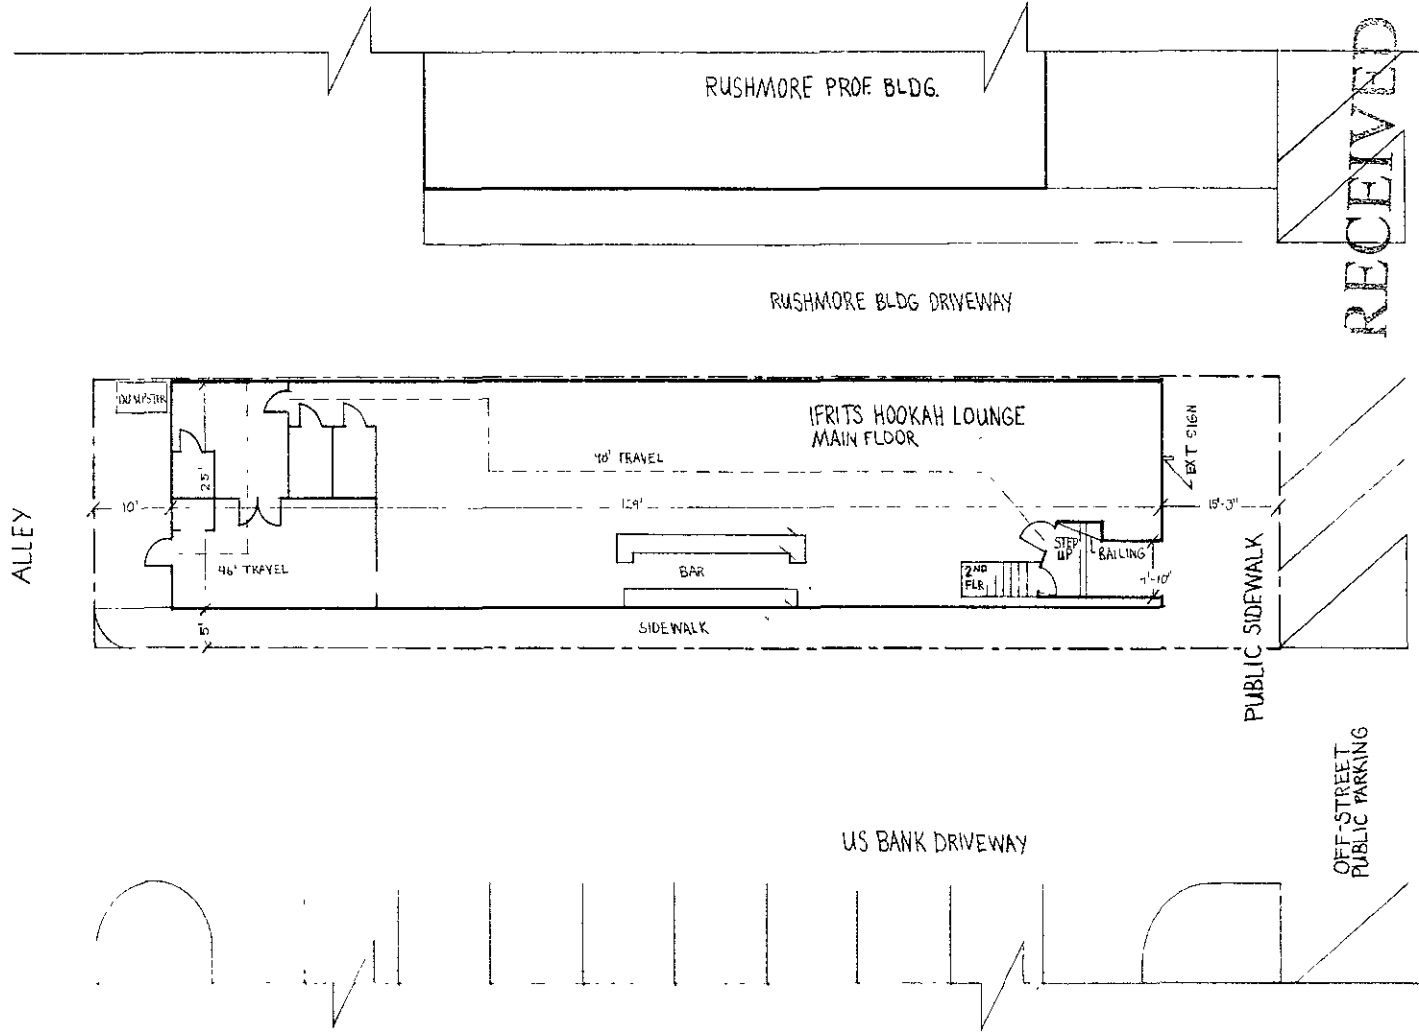 RUSHMORE PROF. BLDG.
RECEIVED
RUSHMORE BLDG DRIVEWAY
DUMPSTER
IFRITS HOOKAH LOUNGE
MAIN FLOOR
EXT SIGN
TRAVEL
25'
10'
129'
15'-3"
ALLEY
STEP
UP
RAILING
46' TRAVEL
BAR
2ND
FLR
7'-10"
5'
SIDEWALK
PUBLIC SIDEWALK
OFF-STREET
PUBLIC PARKING
US BANK DRIVEWAY